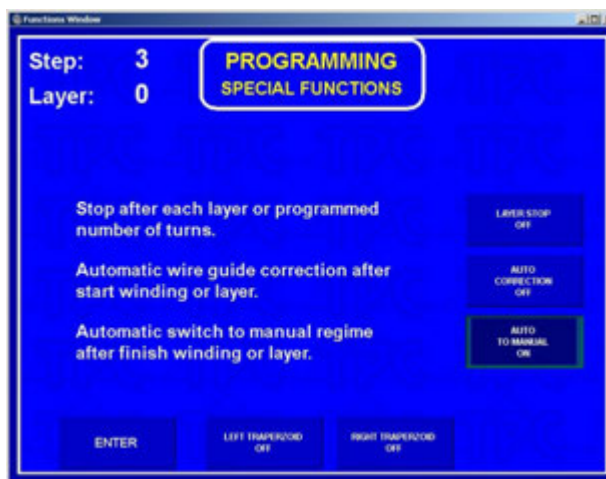 Functions Window
Step: 3
PROGRAMMING
SPECIAL FUNCTIONS
Layer: 0
Stop after each layer or programmed
number of turns.
LAYER STOP
OFF
Automatic wire guide correction after
start winding or layer.
AUTO
CORRECTION
OFF
Automatic switch to manual regime
after finish winding or layer.
AUTO
TO MANUAL
ON
ENTER
LEFT TRAPERZOID
OFF
RIGHT TRAPERZOID
OFF